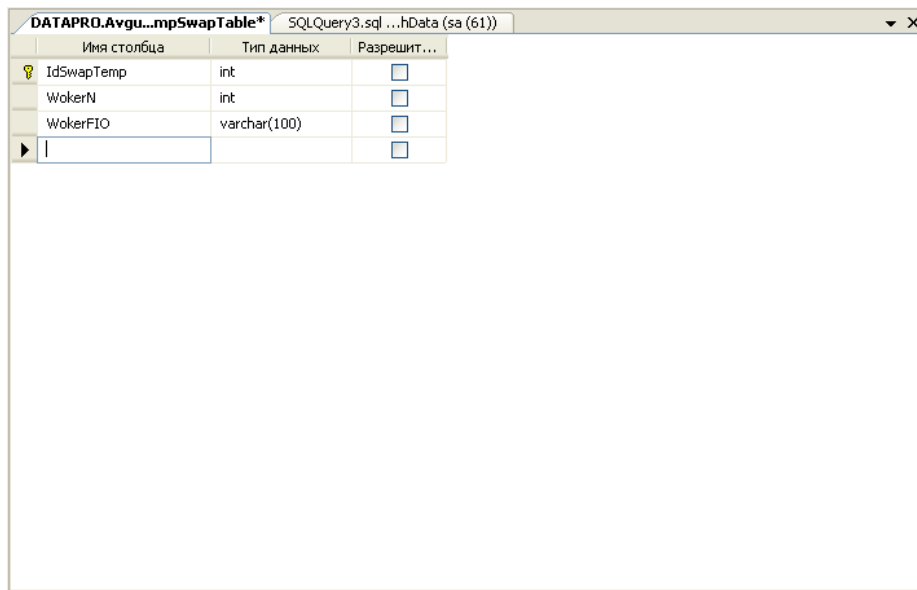 DATAPRO.Avgu...mpSwapTable* SQLQuery3.sql ...hData (sa (61))
Имя столбца Тип данных Разрешит...
IdSwapTemp int
WokerN int
WokerFIO varchar(100)